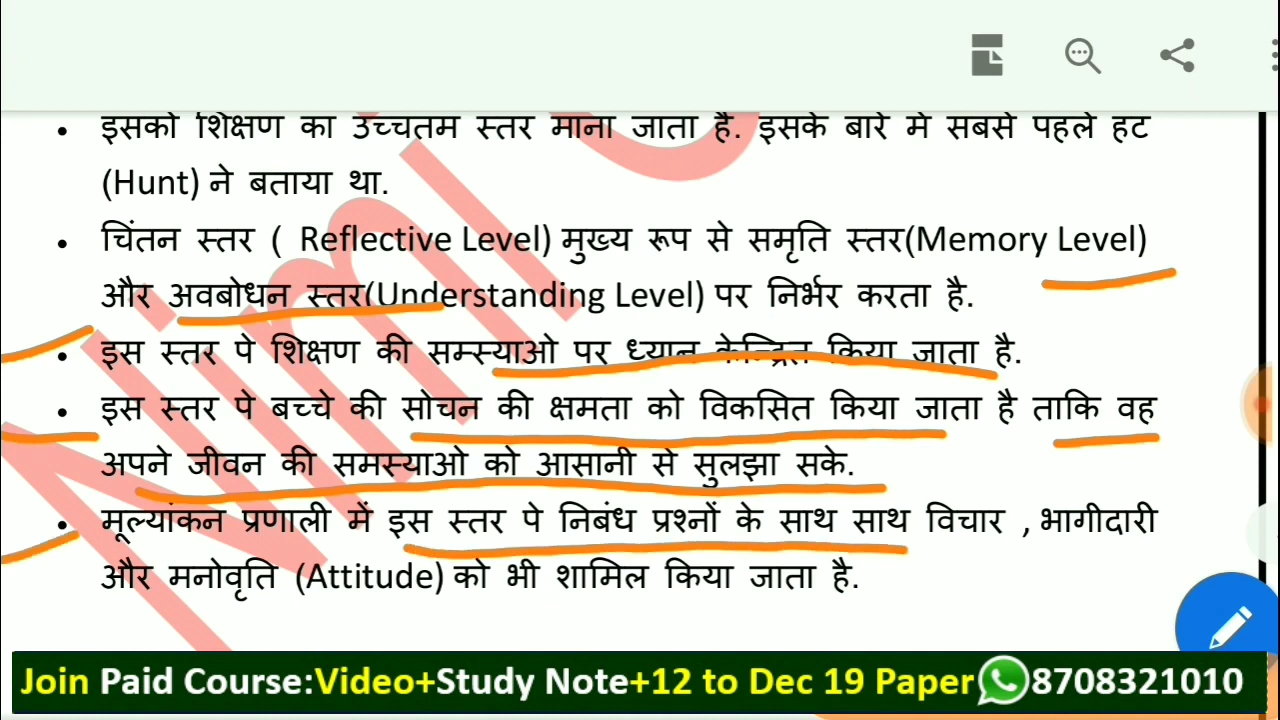 • इसको शिक्षण का उच्चतम स्तर माना जाता है. इसके बारे मे सबसे पहले हंट
(Hunt) ने बताया था.
• चिंतन स्तर ( Reflective Level) मुख्य रूप से समृति स्तर(Memory Level)
और अवबोधन स्तर(Understanding Level) पर निर्भर करता है.
• इस स्तर पे शिक्षण की सम्स्याओ पर ध्यान केन्द्रित किया जाता है.
• इस स्तर पे बच्चे की सोचन की क्षमता को विकसित किया जाता है ताकि वह
अपने जीवन की समस्याओ को आसानी से सुलझा सके.
• मूल्यांकन प्रणाली में इस स्तर पे निबंध प्रश्नों के साथ साथ विचार ,भागीदारी
और मनोवृति (Attitude) को भी शामिल किया जाता है.
Join Paid Course:Video+Study Note+12 to Dec 19 Paper 8708321010